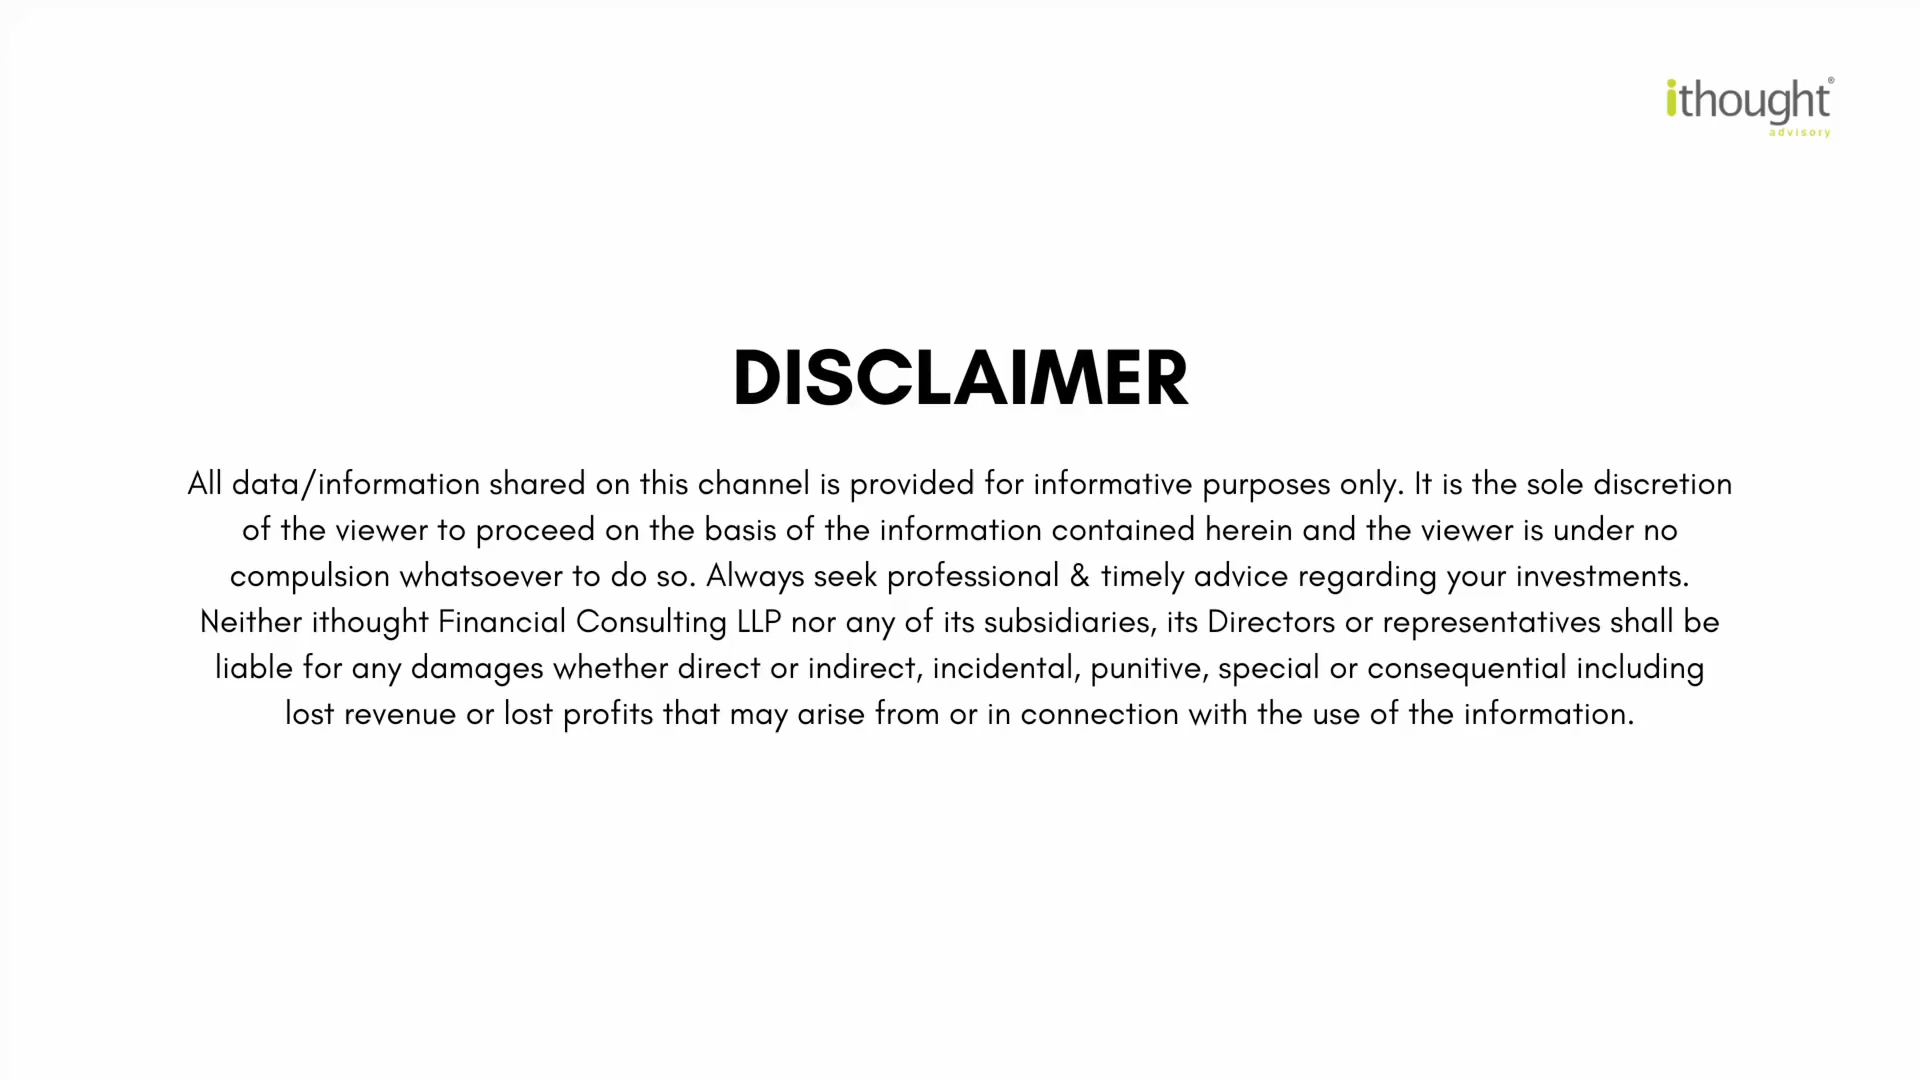 ithought®
advisory
DISCLAIMER
All data/information shared on this channel is provided for informative purposes only. It is the sole discretion
of the viewer to proceed on the basis of the information contained herein and the viewer is under no
compulsion whatsoever to do so. Always seek professional & timely advice regarding your investments.
Neither ithought Financial Consulting LLP nor any of its subsidiaries, its Directors or representatives shall be
liable for any damages whether direct or indirect, incidental, punitive, special or consequential including
lost revenue or lost profits that may arise from or in connection with the use of the information.